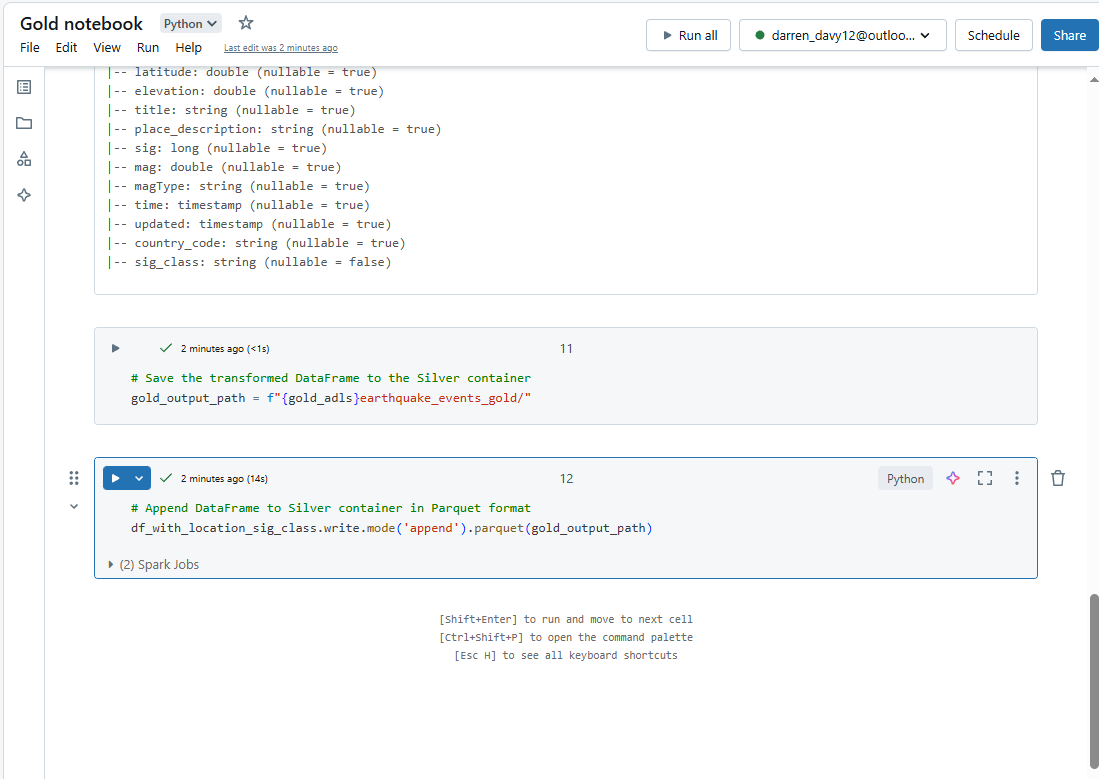 Gold notebook Python
File Edit View Run Help Last edit was 2 minutes ago
Run all darren_davy12@outloo... Schedule Share
|-- latitude: double (nullable = true)
|-- elevation: double (nullable = true)
|-- title: string (nullable = true)
|-- place_description: string (nullable = true)
|-- sig: long (nullable = true)
|-- mag: double (nullable = true)
|-- magType: string (nullable = true)
|-- time: timestamp (nullable = true)
|-- updated: timestamp (nullable = true)
|-- country_code: string (nullable = true)
|-- sig_class: string (nullable = false)
2 minutes ago (<1s) 11
# Save the transformed DataFrame to the Silver container
gold_output_path = f"{gold_adls}earthquake_events_gold/"
2 minutes ago (14s) 12 Python
# Append DataFrame to Silver container in Parquet format
df_with_location_sig_class.write.mode('append').parquet(gold_output_path)
(2) Spark Jobs
[Shift+Enter] to run and move to next cell
[Ctrl+Shift+P] to open the command palette
[Esc H] to see all keyboard shortcuts